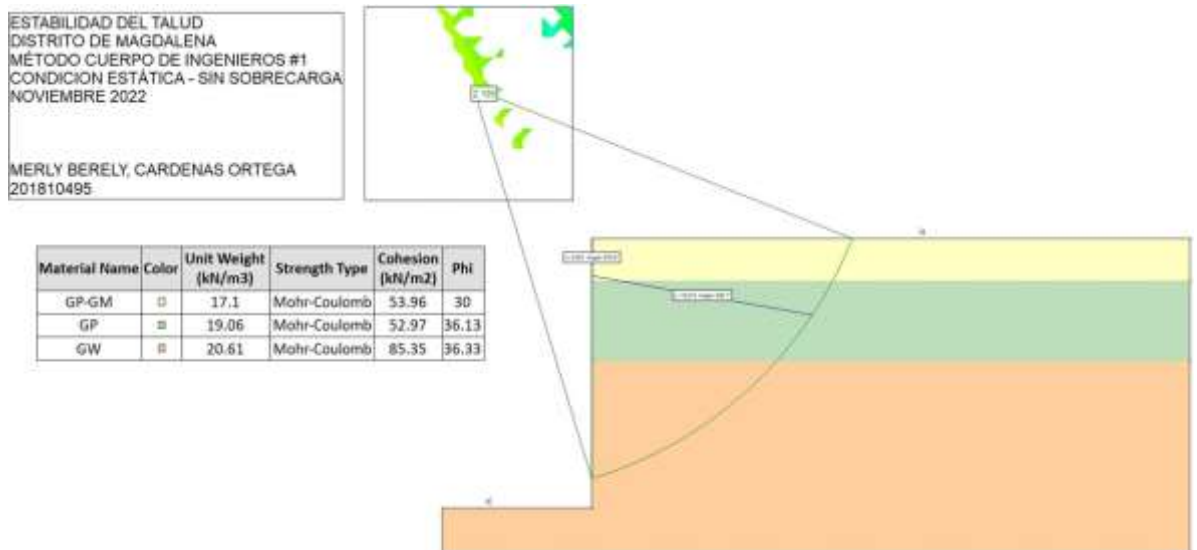 ESTABILIDAD DEL TALUD
DISTRITO DE MAGDALENA
MÉTODO CUERPO DE INGENIEROS #1
CONDICION ESTÁTICA - SIN SOBRECARGA
NOVIEMBRE 2022
MERLY BERELY, CARDENAS ORTEGA
201810495
Material Name Color Unit Weight (kN/m3) Strength Type Cohesion (kN/m2) Phi
GP-GM 17.1 Mohr-Coulomb 53.96 30
GP 19.06 Mohr-Coulomb 52.97 36.13
GW 20.61 Mohr-Coulomb 85.35 36.33